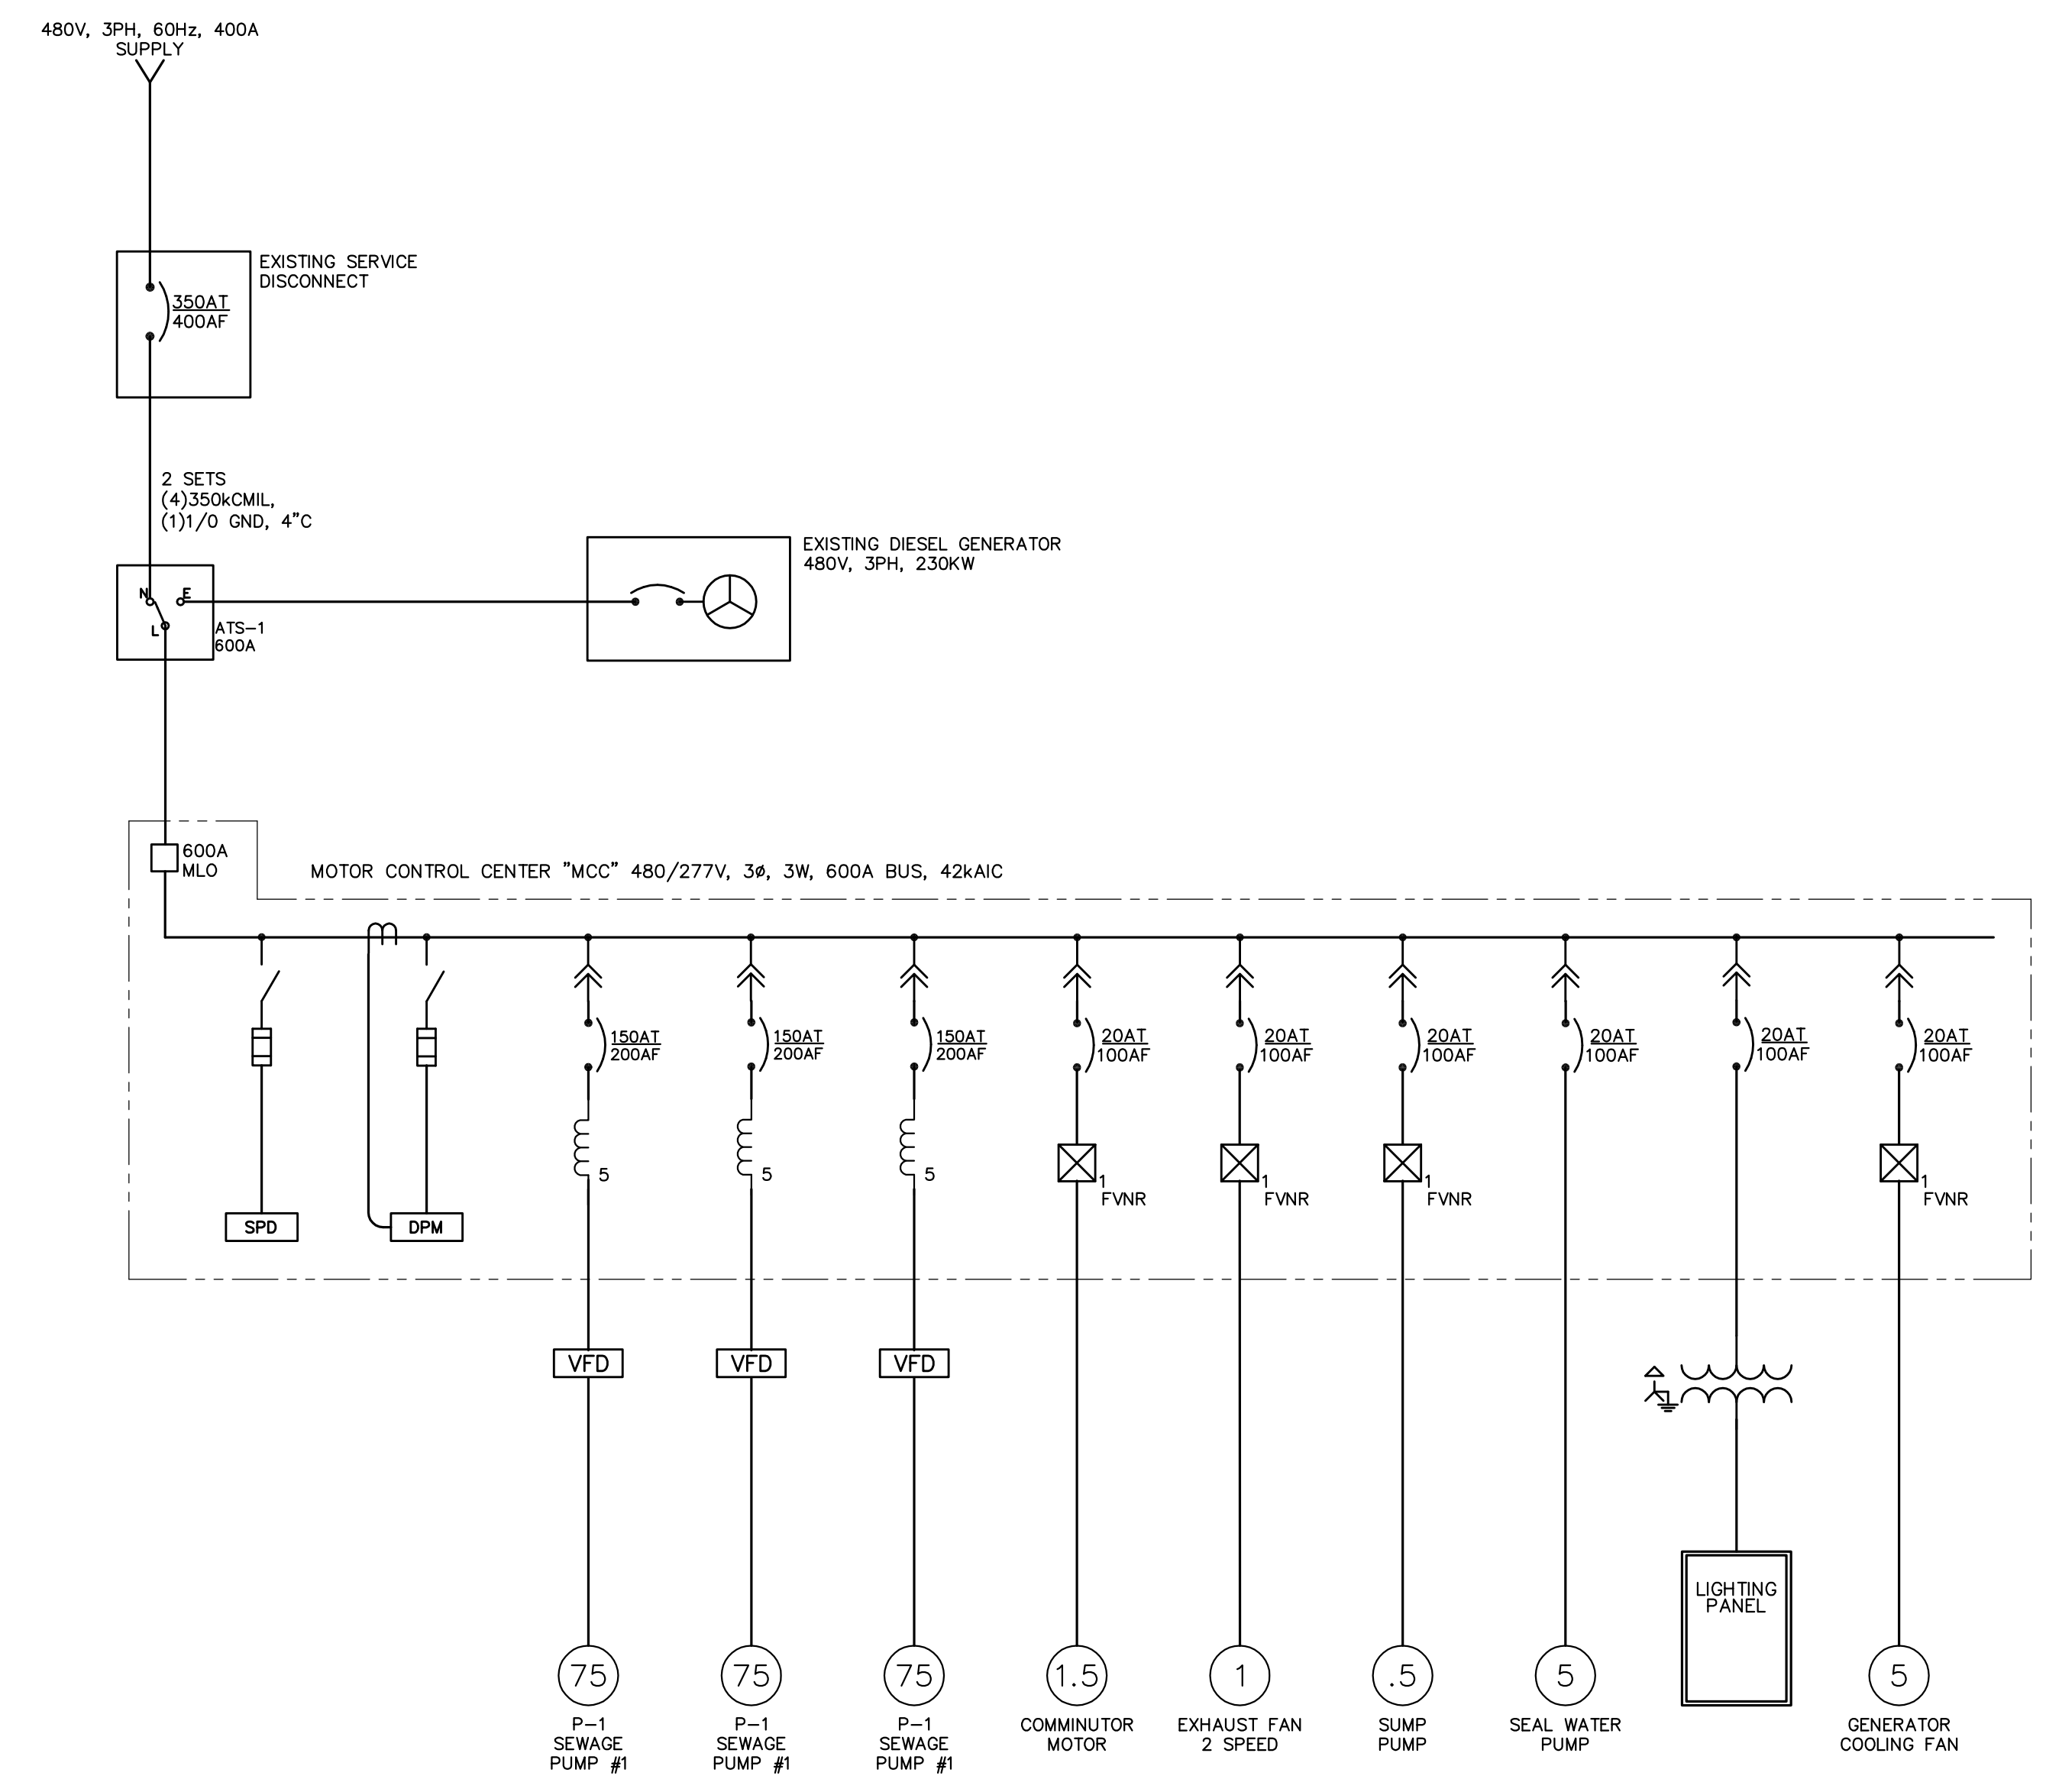 480V, 3PH, 60Hz, 400A
SUPPLY
EXISTING SERVICE
DISCONNECT
350AT
400AF
2 SETS
(4)350kCMIL,
(1)1/0 GND, 4"C
EXISTING DIESEL GENERATOR
480V, 3PH, 230KW
N
E
L
ATS-1
600A
600A
MLO
MOTOR CONTROL CENTER "MCC" 480/277V, 3Ø, 3W, 600A BUS, 42kAIC
150AT
200AF
150AT
200AF
150AT
200AF
20AT
100AF
20AT
100AF
20AT
100AF
20AT
100AF
20AT
100AF
20AT
100AF
5
5
5
1
FVNR
1
FVNR
1
FVNR
1
FVNR
SPD
DPM
VFD
VFD
VFD
LIGHTING
PANEL
75
P-1
SEWAGE
PUMP #1
75
P-1
SEWAGE
PUMP #1
75
P-1
SEWAGE
PUMP #1
1.5
COMMINUTOR
MOTOR
1
EXHAUST FAN
2 SPEED
.5
SUMP
PUMP
5
SEAL WATER
PUMP
5
GENERATOR
COOLING FAN